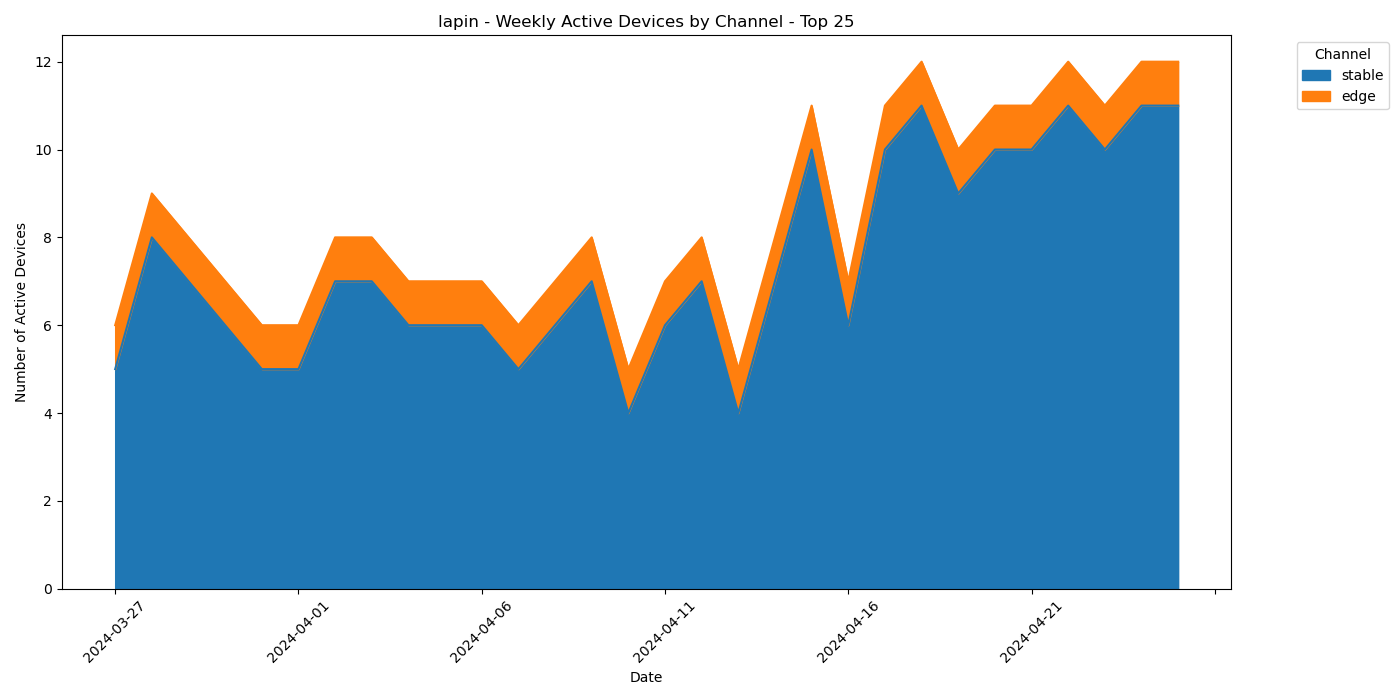 lapin - Weekly Active Devices by Channel - Top 25
Channel
stable
edge
Number of Active Devices
12
10
8
6
4
2
0
2024-03-27
2024-04-01
2024-04-06
2024-04-11
2024-04-16
2024-04-21
Date